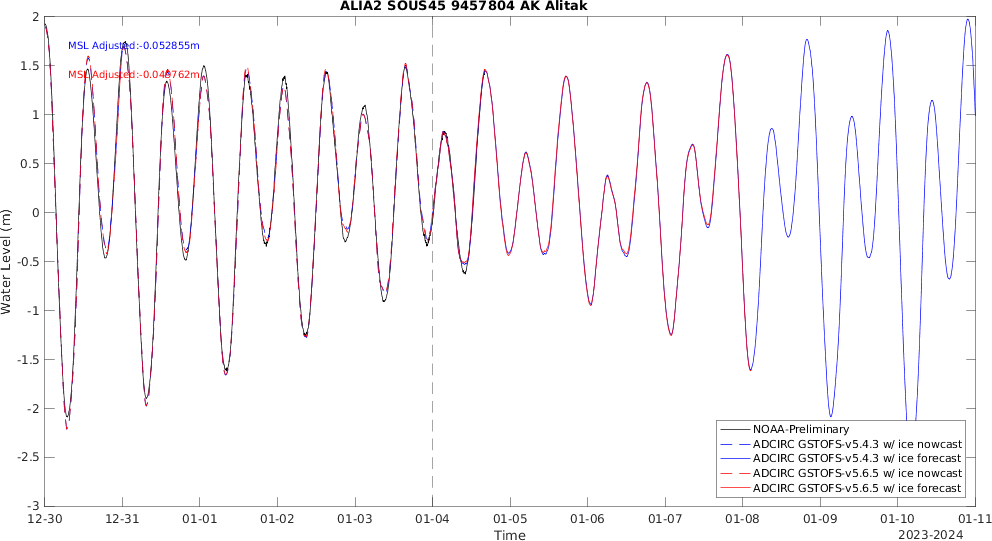 ALIA2 SOUS45 9457804 AK Alitak
MSL Adjusted:-0.052855m
MSL Adjusted:-0.049762m
Water Level (m)
2
1.5
1
0.5
0
-0.5
-1
-1.5
-2
-2.5
-3
NOAA-Preliminary
ADCIRC GSTOFS-v5.4.3 w/ ice nowcast
ADCIRC GSTOFS-v5.4.3 w/ ice forecast
ADCIRC GSTOFS-v5.6.5 w/ ice nowcast
ADCIRC GSTOFS-v5.6.5 w/ ice forecast
12-30 12-31 01-01 01-02 01-03 01-04 01-05 01-06 01-07 01-08 01-09 01-10 01-11
Time
2023-2024